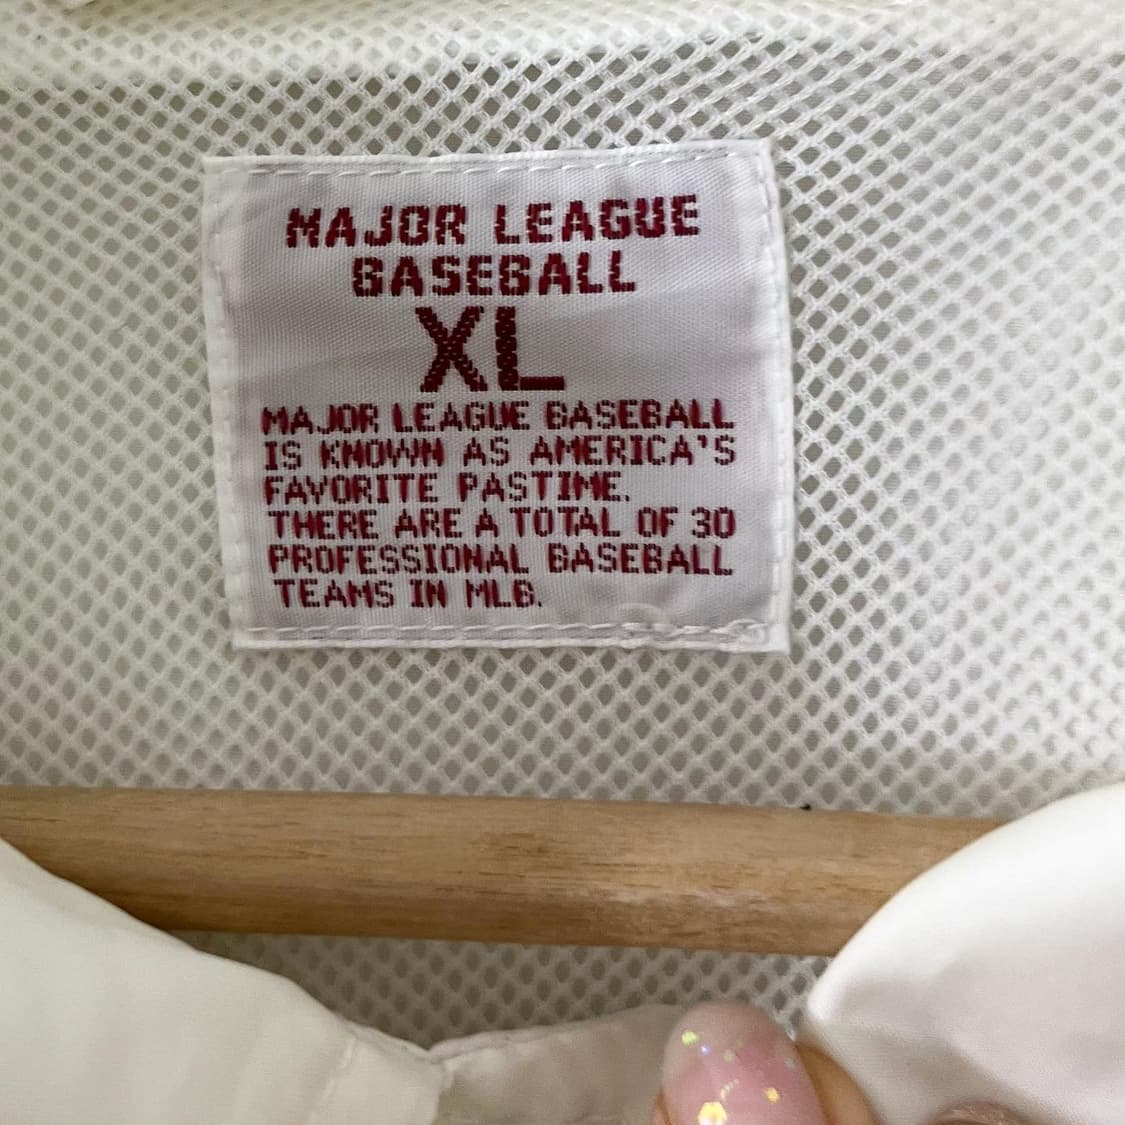 MAJOR LEAGUE
BASEBALL
XL
MAJOR LEAGUE BASEBALL
IS KNOWN AS AMERICA'S
FAVORITE PASTIME.
THERE ARE A TOTAL OF 30
PROFESSIONAL BASEBALL
TEAMS IN MLB.